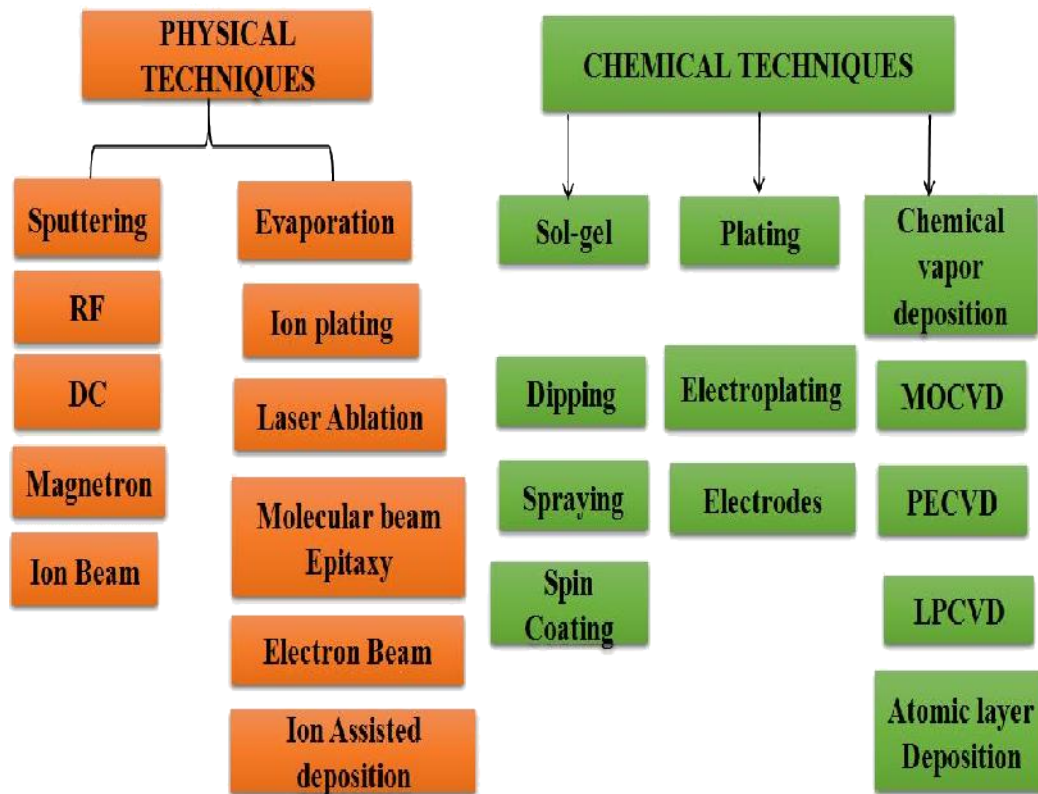 PHYSICAL
TECHNIQUES
Sputtering
RF
DC
Magnetron
Ion Beam
Evaporation
Ion plating
Laser Ablation
Molecular beam
Epitaxy
Electron Beam
Ion Assisted
deposition
CHEMICAL TECHNIQUES
Sol-gel
Dipping
Spraying
Spin
Coating
Plating
Electroplating
Electrodes
Chemical
vapor
deposition
MOCVD
PECVD
LPCVD
Atomic layer
Deposition